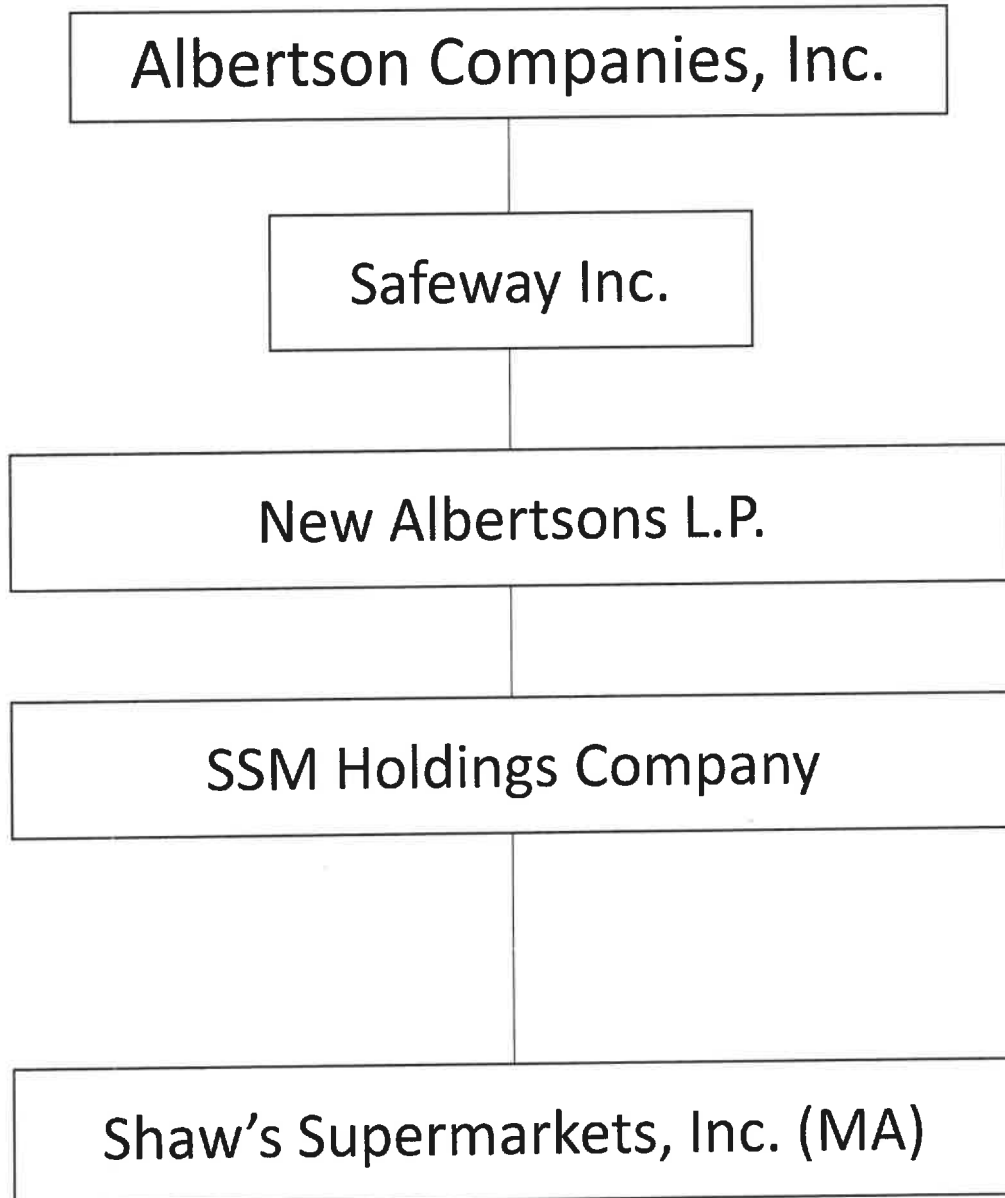 Albertson Companies, Inc.
Safeway Inc.
New Albertsons L.P.
SSM Holdings Company
Shaw’s Supermarkets, Inc. (MA)